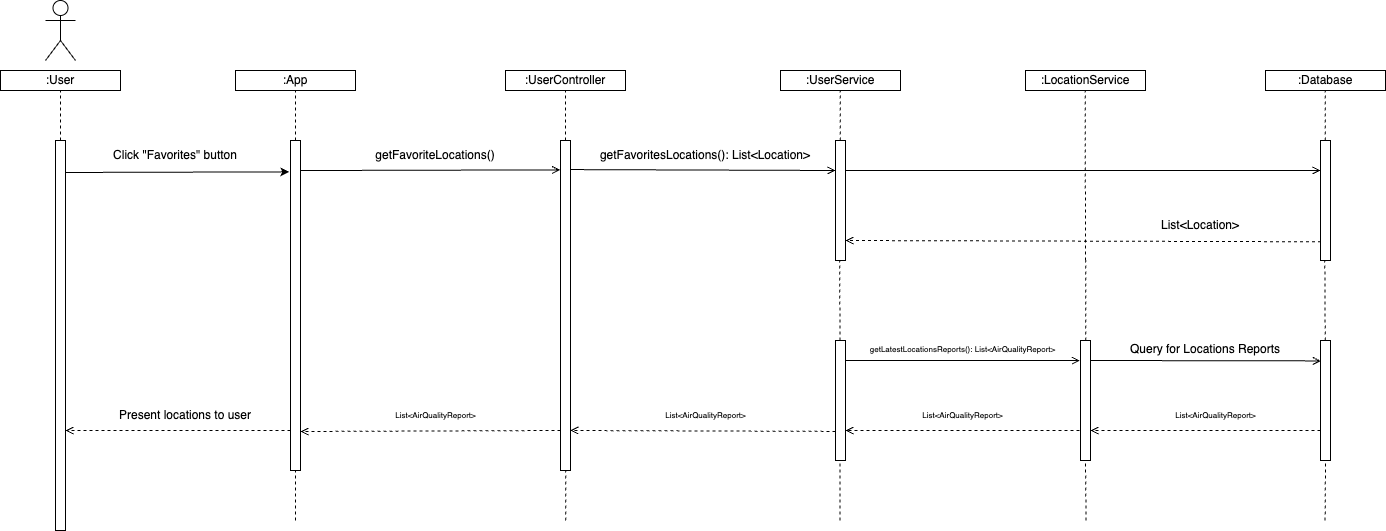 :User
:App
:UserController
:UserService
:LocationService
:Database
Click "Favorites" button
getFavoriteLocations()
getFavoritesLocations(): List<Location>
List<Location>
getLatestLocationsReports(): List<AirQualityReport>
Query for Locations Reports
Present locations to user
List<AirQualityReport>
List<AirQualityReport>
List<AirQualityReport>
List<AirQualityReport>